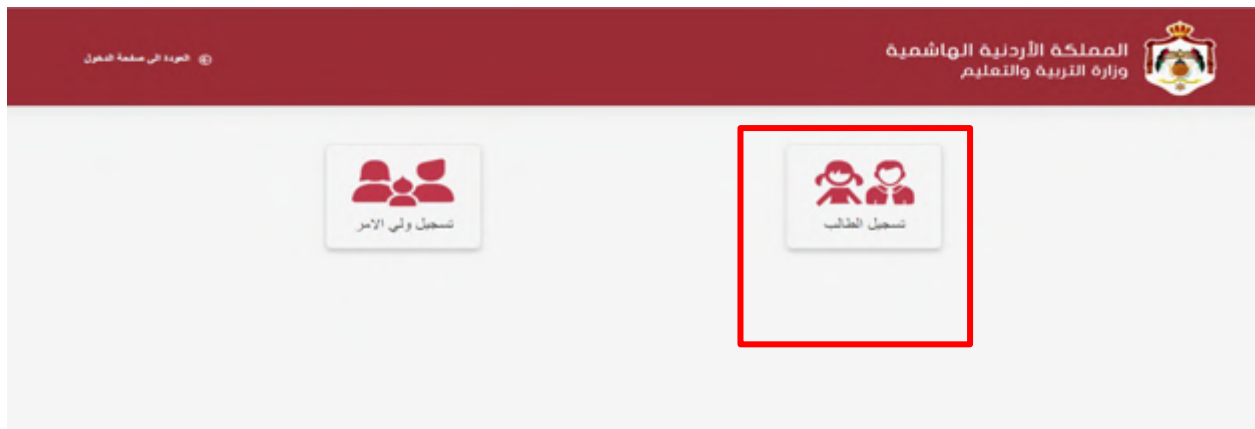 المملكة الأردنية الهاشمية
وزارة التربية والتعليم
العودة الى صفحة الدخول
تسجيل الطالب
تسجيل ولي الامر